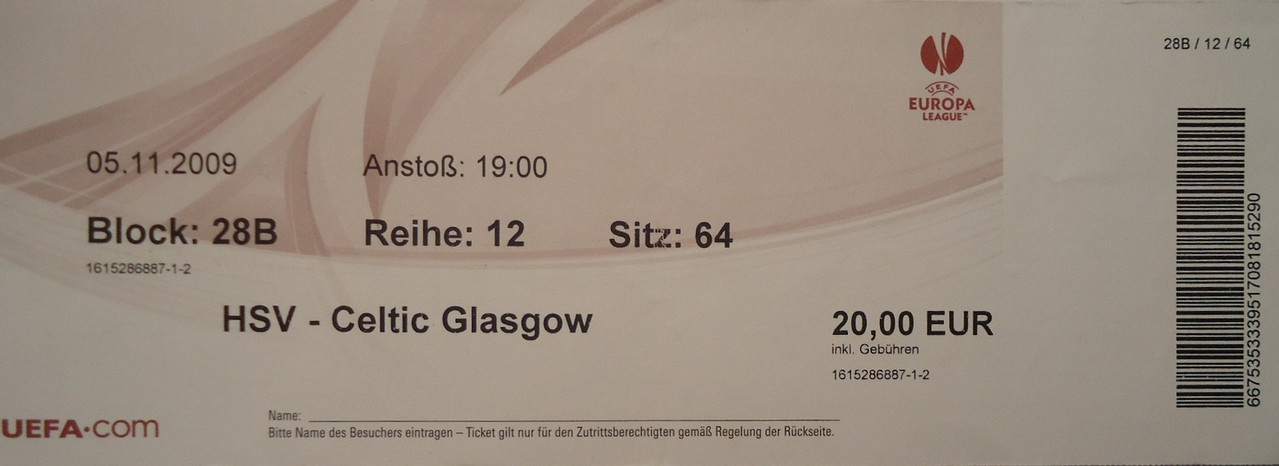 28B / 12 / 64
UEFA
EUROPA
LEAGUE™
05.11.2009 Anstoß: 19:00
Block: 28B Reihe: 12 Sitz: 64
1615286887-1-2
HSV - Celtic Glasgow
20,00 EUR
inkl. Gebühren
1615286887-1-2
UEFA•com
Name:
Bitte Name des Besuchers eintragen – Ticket gilt nur für den Zutrittsberechtigten gemäß Regelung der Rückseite.
6675353339517081815290